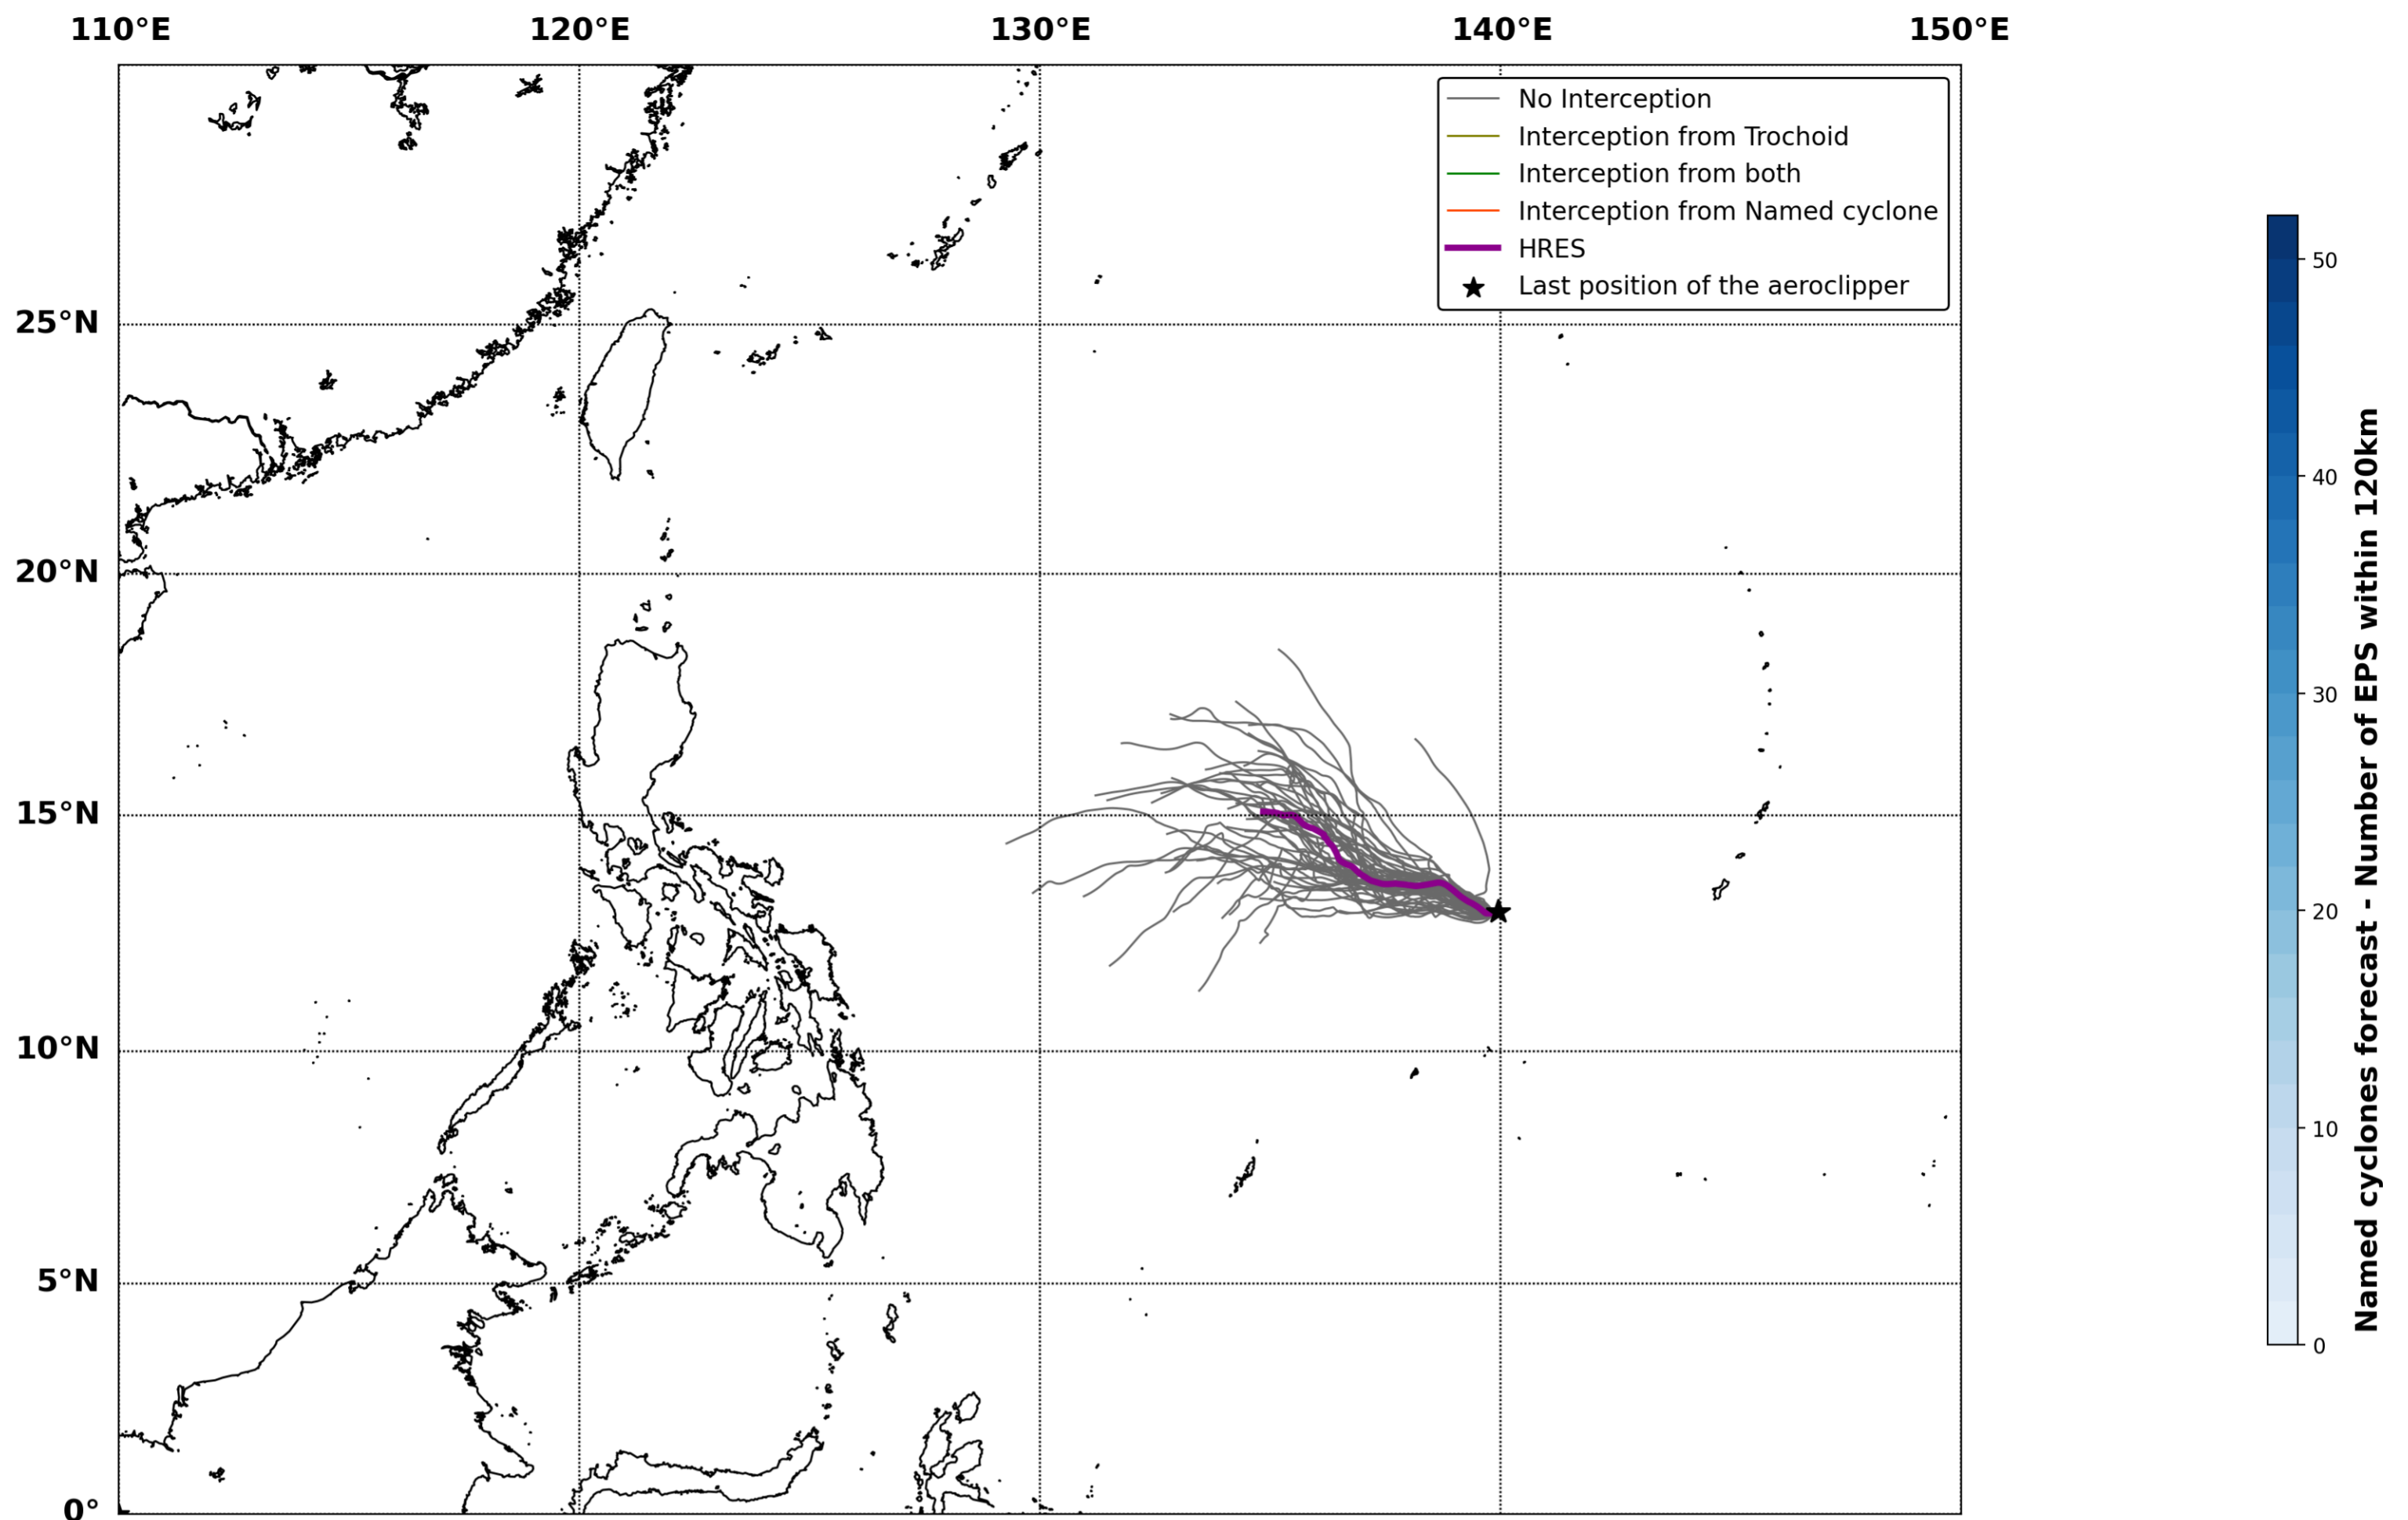 110°E 120°E 130°E 140°E 150°E
No Interception
Interception from Trochoid
Interception from both
Interception from Named cyclone
HRES
Last position of the aeroclipper
25°N
20°N
15°N
10°N
5°N
0°
50
40
30
20
10
0
Named cyclones forecast - Number of EPS within 120km